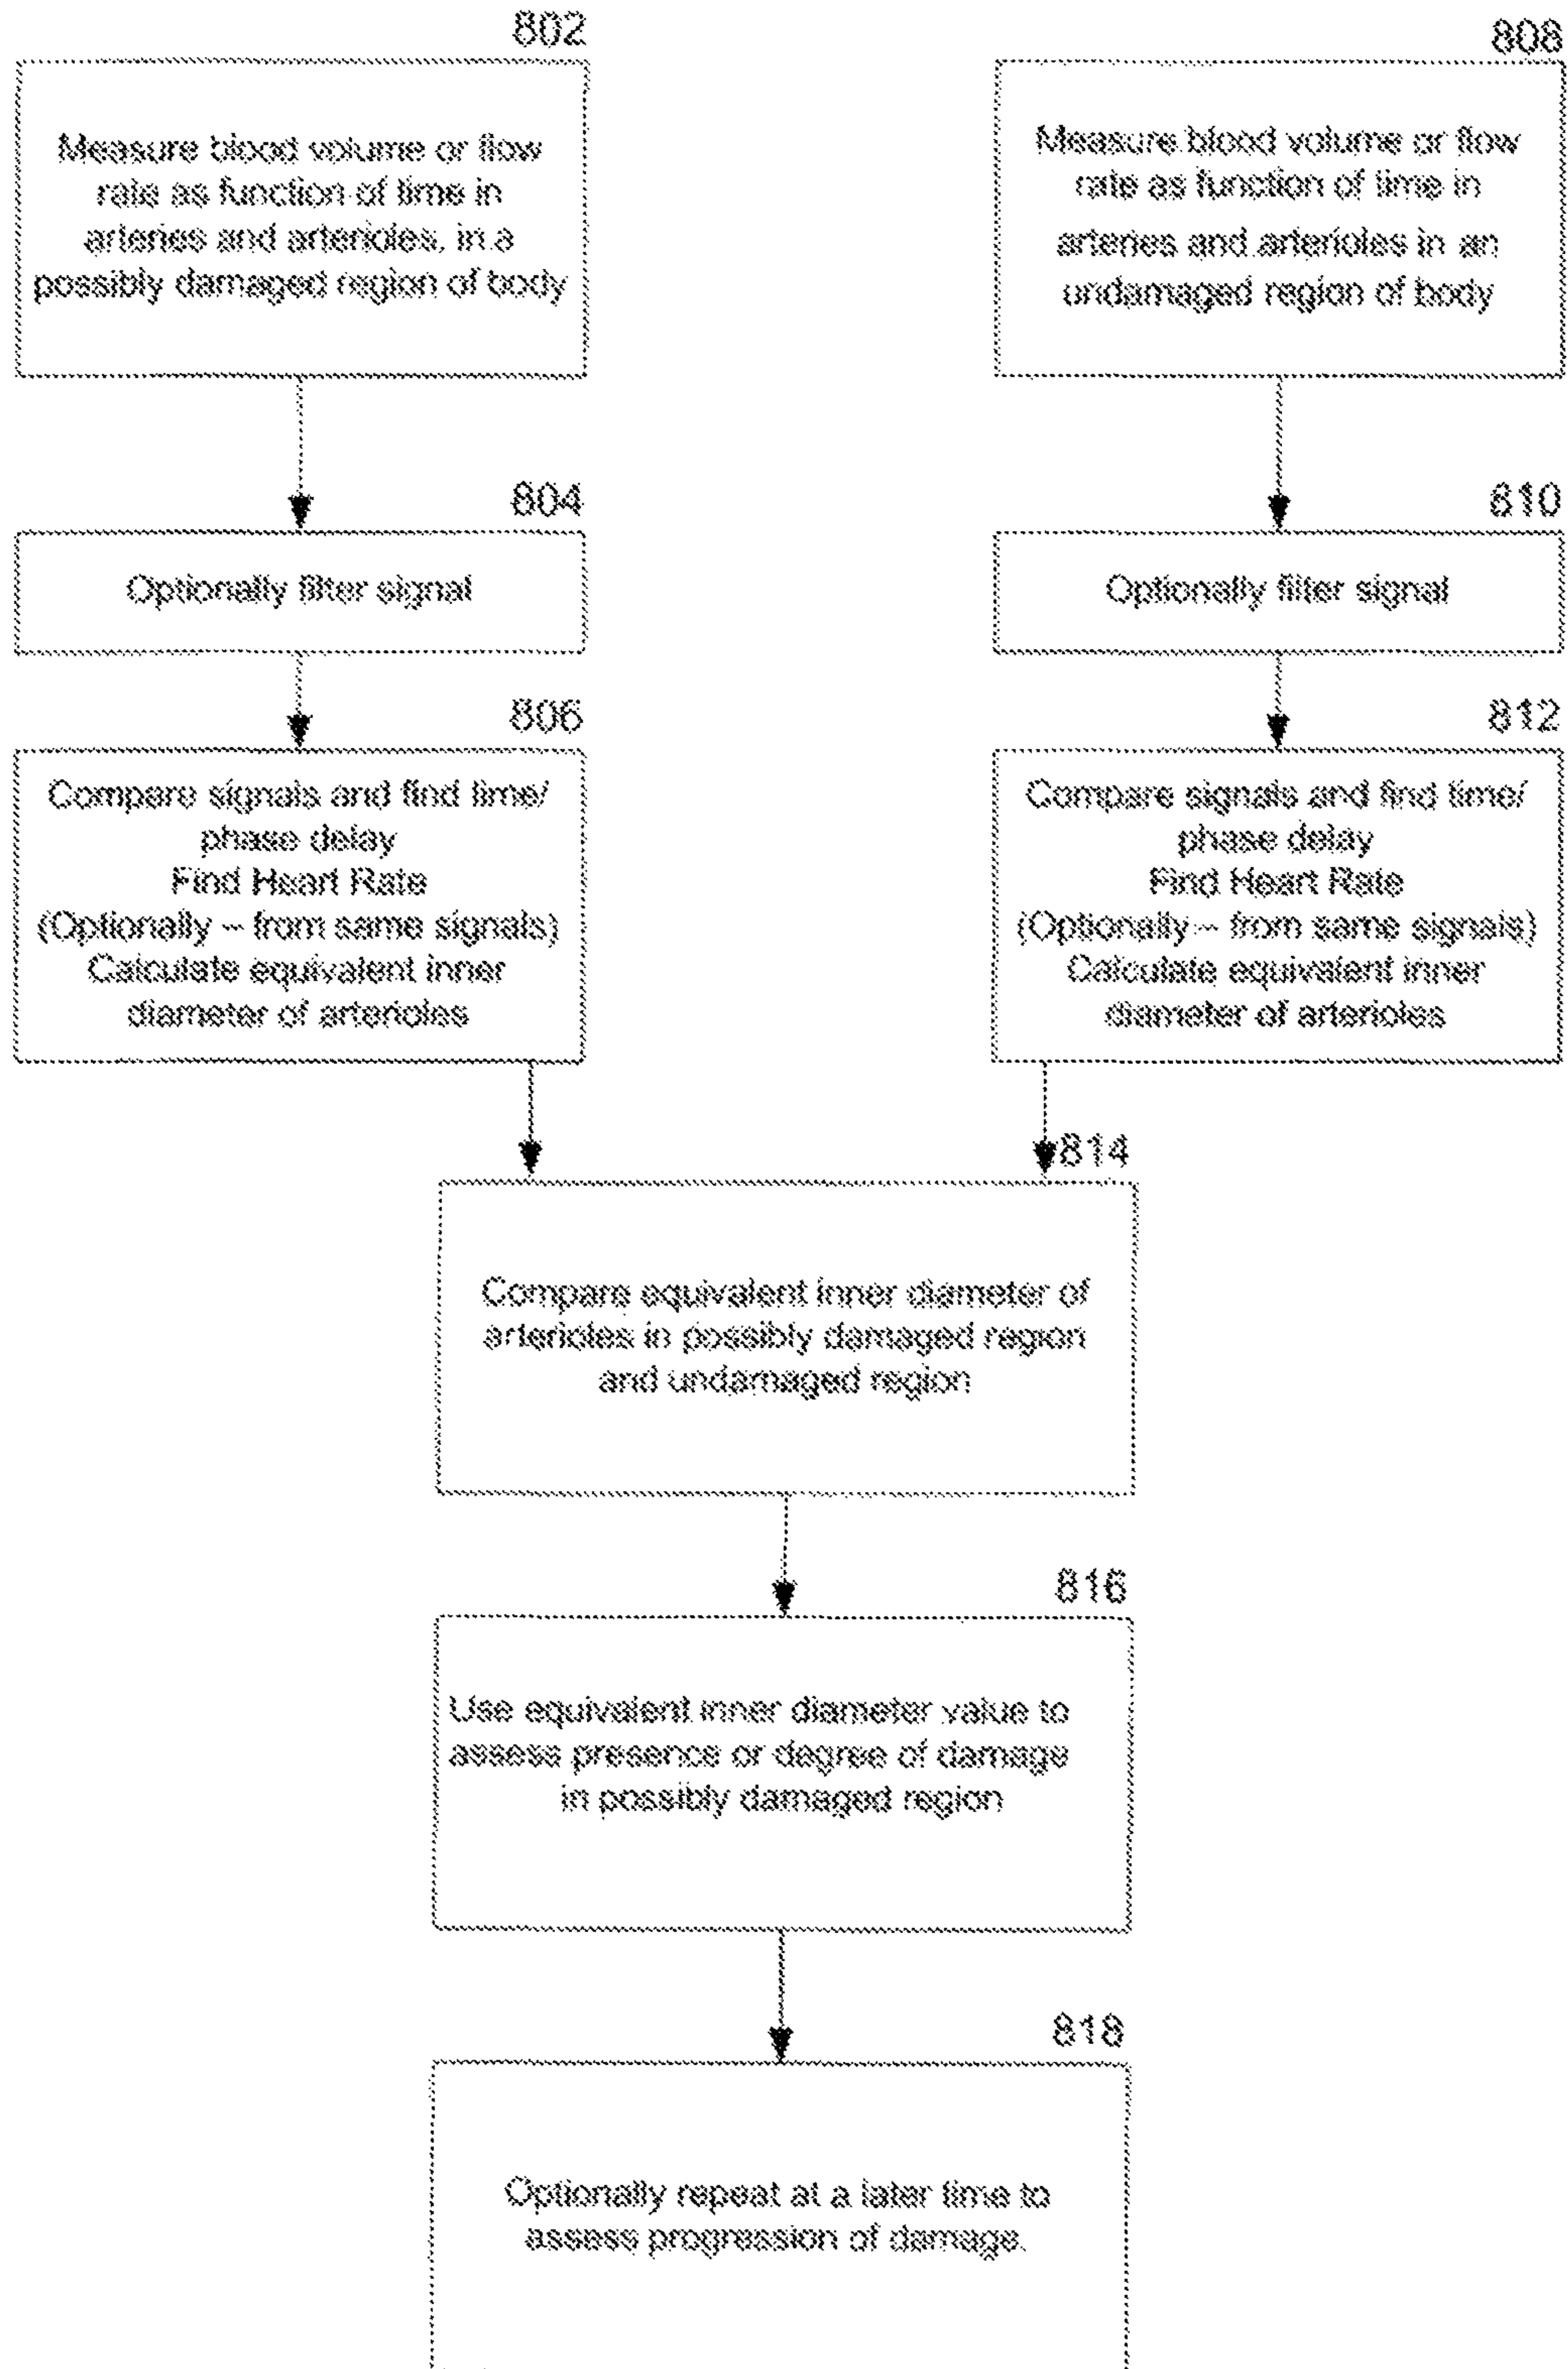 802
Measure blood volume or flow
rate as function of time in
arteries and arterioles, in a
possibly damaged region of body
804
Optionally filter signal
806
Compare signals and find time/
phase delay
Find Heart Rate
(Optionally – from same signals)
Calculate equivalent inner
diameter of arterioles
808
Measure blood volume or flow
rate as function of time in
arteries and arterioles in an
undamaged region of body
810
Optionally filter signal
812
Compare signals and find time/
phase delay
Find Heart Rate
(Optionally – from same signals)
Calculate equivalent inner
diameter of arterioles
814
Compare equivalent inner diameter of
arterioles in possibly damaged region
and undamaged region
816
Use equivalent inner diameter value to
assess presence or degree of damage
in possibly damaged region
818
Optionally repeat at a later time to
assess progression of damage.